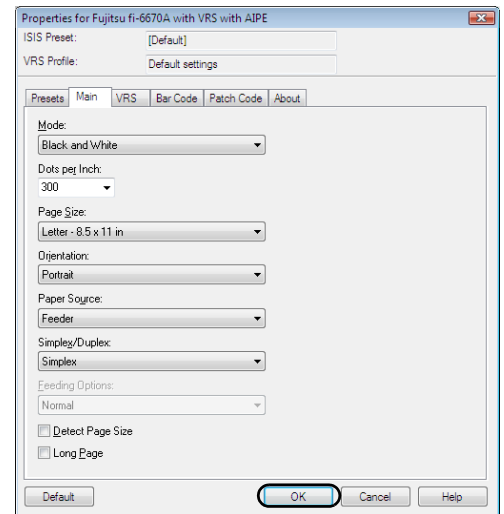 Properties for Fujitsu fi-6670A with VRS with AIPE
ISIS Preset: [Default]
VRS Profile: Default settings
Presets Main VRS Bar Code Patch Code About
Mode:
Black and White
Dots per Inch:
300
Page Size:
Letter - 8.5 x 11 in
Orientation:
Portrait
Paper Source:
Feeder
Simplex/Duplex:
Simplex
Feeding Options:
Normal
Detect Page Size
Long Page
Default OK Cancel Help